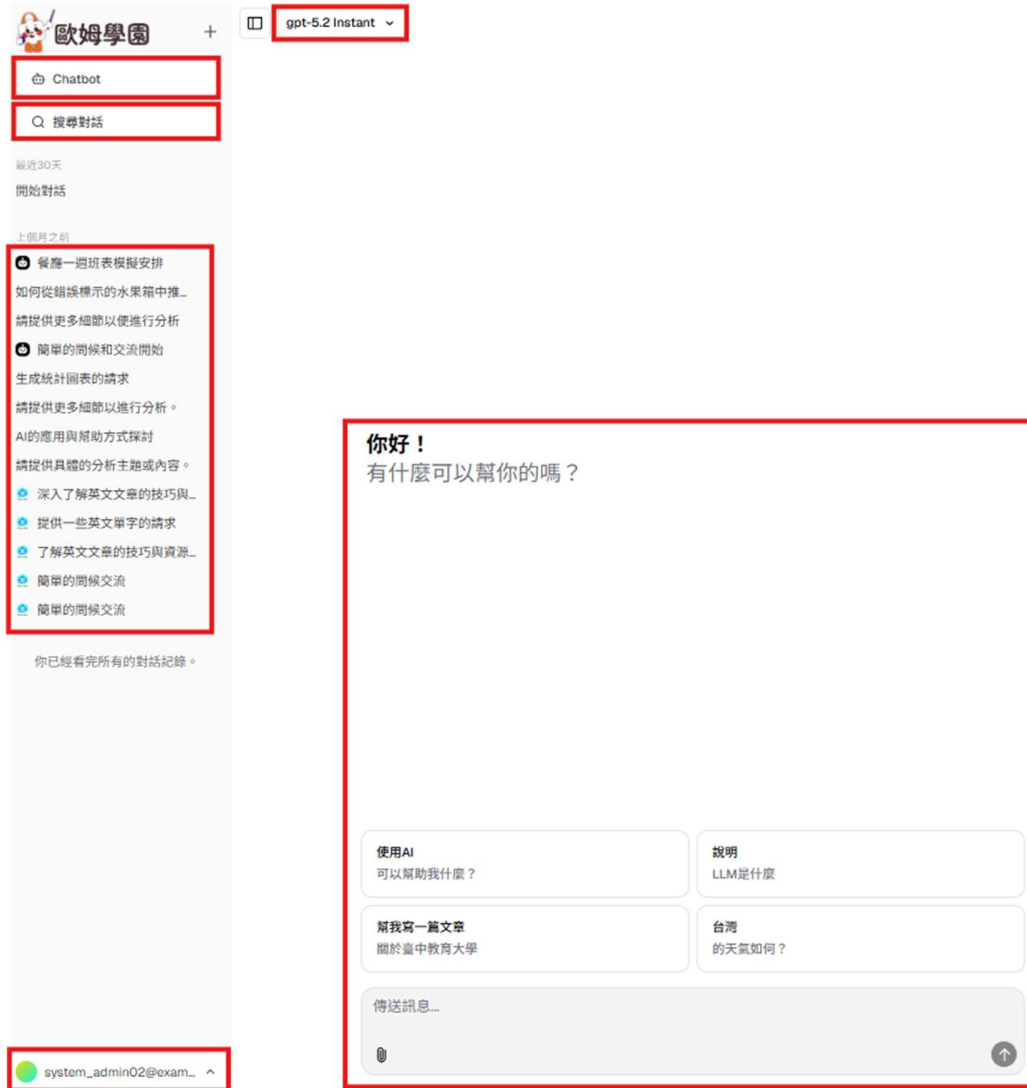 歐姆學園
gpt-5.2 Instant
Chatbot
搜尋對話
最近30天
開始對話
上個月之前
餐廳一週班表模擬安排
如何從錯誤標示的水果箱中推...
請提供更多細節以便進行分析
簡單的問候和交流開始
生成統計圖表的請求
請提供更多細節以進行分析。
AI的應用與幫助方式探討
請提供具體的分析主題或內容。
深入了解英文文章的技巧與...
提供一些英文單字的請求
了解英文文章的技巧與資源...
簡單的問候交流
簡單的問候交流
你已經看完所有的對話記錄。
system_admin02@exam...
你好！
有什麼可以幫你的嗎？
使用AI
可以幫助我什麼？
說明
LLM是什麼
幫我寫一篇文章
關於臺中教育大學
台灣
的天氣如何？
傳送訊息...